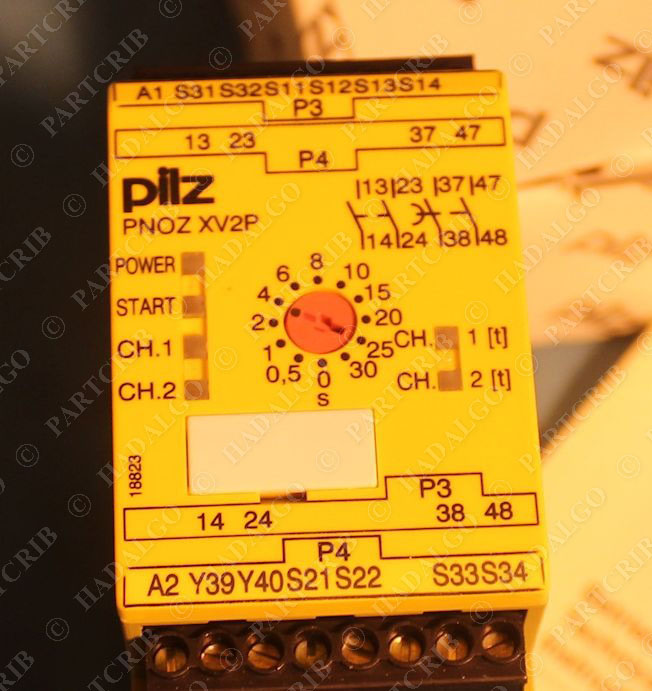 A1 S31 S32 S11 S12 S13 S14
P3
13 23 37 47
P4
pilz
PNOZ XV2P
13 23 37 47
14 24 38 48
POWER
START
CH.1
CH.2
8
6 10
4 15
2 20
1 25
0,5 30
0
s
CH. 1 [t]
CH. 2 [t]
18823
P3
14 24 38 48
P4
A2 Y39 Y40 S21 S22 S33 S34
© HADALGO
© PARTCRIB